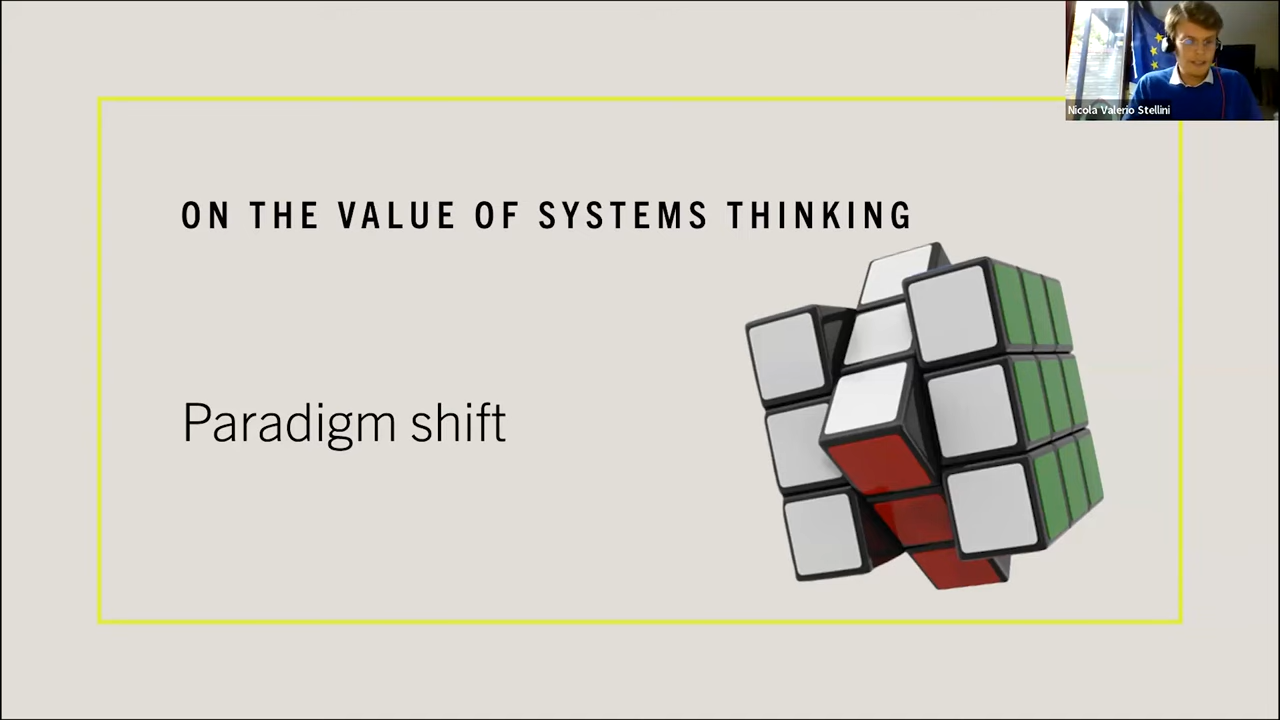 Nicola Valerio Stellini
ON THE VALUE OF SYSTEMS THINKING
Paradigm shift